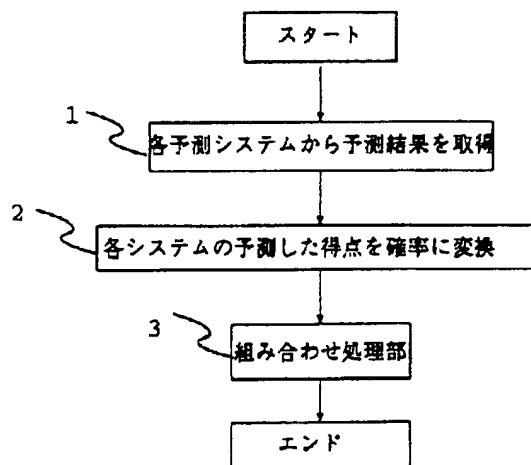 スタート
1
各予測システムから予測結果を取得
2
各システムの予測した得点を確率に変換
3
組み合わせ処理部
エンド